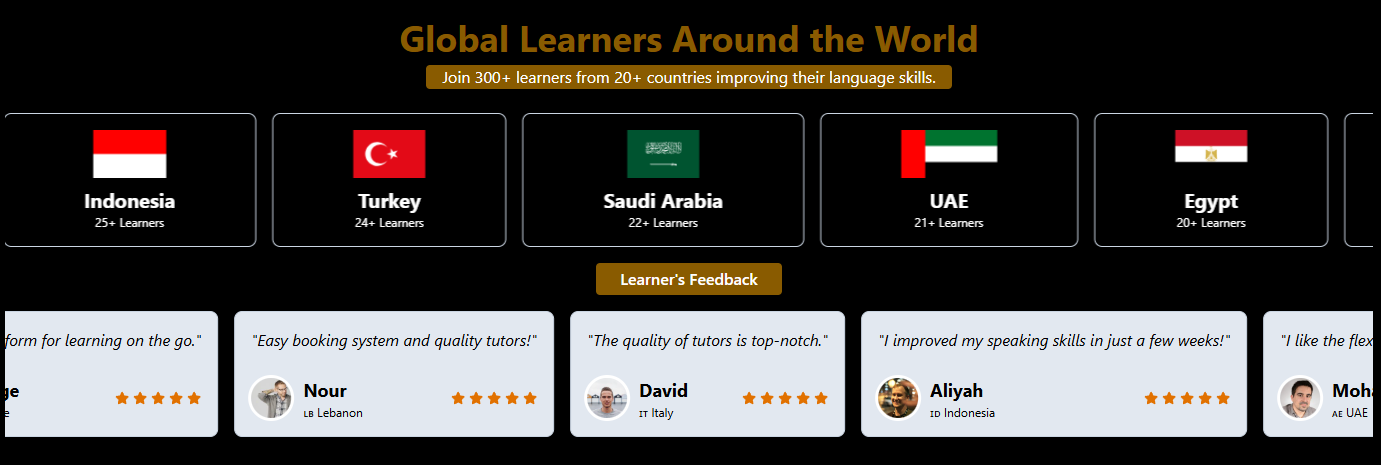 Global Learners Around the World
Join 300+ learners from 20+ countries improving their language skills.
Indonesia
25+ Learners
Turkey
24+ Learners
Saudi Arabia
22+ Learners
UAE
21+ Learners
Egypt
20+ Learners
Learner's Feedback
form for learning on the go."
ge
e
"Easy booking system and quality tutors!"
Nour
LB Lebanon
"The quality of tutors is top-notch."
David
IT Italy
"I improved my speaking skills in just a few weeks!"
Aliyah
ID Indonesia
"I like the flex
Moha
AE UAE